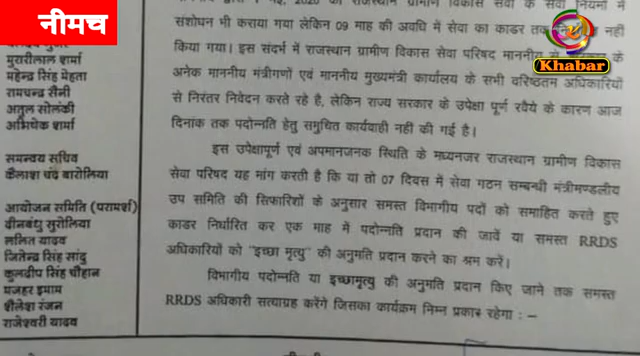 नीमच
Khabar
मुरारीलाल शर्मा
महेन्द्र सिंह मेहता
रामचन्द्र सैनी
अतुल सोलंकी
अभिषेक शर्मा
समन्वय सचिव
कैलाश चंद बारोलिया
आयोजन समिति (परामर्श)
दीनबंधु सुरोलिया
ललित यादव
जितेन्द्र सिंह सांदू
कुलदीप सिंह चौहान
मजहर इमाम
शैलेश रंजन
राजेश्वरी यादव
संशोधन भी कराया गया लेकिन 09 माह की अवधि में सेवा का काडर नहीं
किया गया। इस संदर्भ में राजस्थान ग्रामीण विकास सेवा परिषद माननीय
अनेक माननीय मंत्रीगणों एवं माननीय मुख्यमंत्री कार्यालय के सभी वरिष्ठतम अधिकारियों
से निरंतर निवेदन करते रहे है, लेकिन राज्य सरकार के उपेक्षा पूर्ण रवैये के कारण आज
दिनांक तक पदोन्नति हेतु समुचित कार्यवाही नहीं की गई है।
इस उपेक्षापूर्ण एवं अपमानजनक स्थिति के मध्यनजर राजस्थान ग्रामीण विकास
सेवा परिषद यह मांग करती है कि या तो 07 दिवस में सेवा गठन सम्बन्धी मंत्रीमण्डलीय
उप समिति की सिफारिशों के अनुसार समस्त विभागीय पदों को समाहित करते हुए
काडर निर्धारित कर एक माह में पदोन्नति प्रदान की जावें या समस्त RRDS
अधिकारियों को "इच्छा मृत्यु" की अनुमति प्रदान करने का श्रम करें।
विभागीय पदोन्नति या इच्छामृत्यु की अनुमति प्रदान किए जाने तक समस्त
RRDS अधिकारी सत्याग्रह करेंगे जिसका कार्यक्रम निम्न प्रकार रहेगा : –